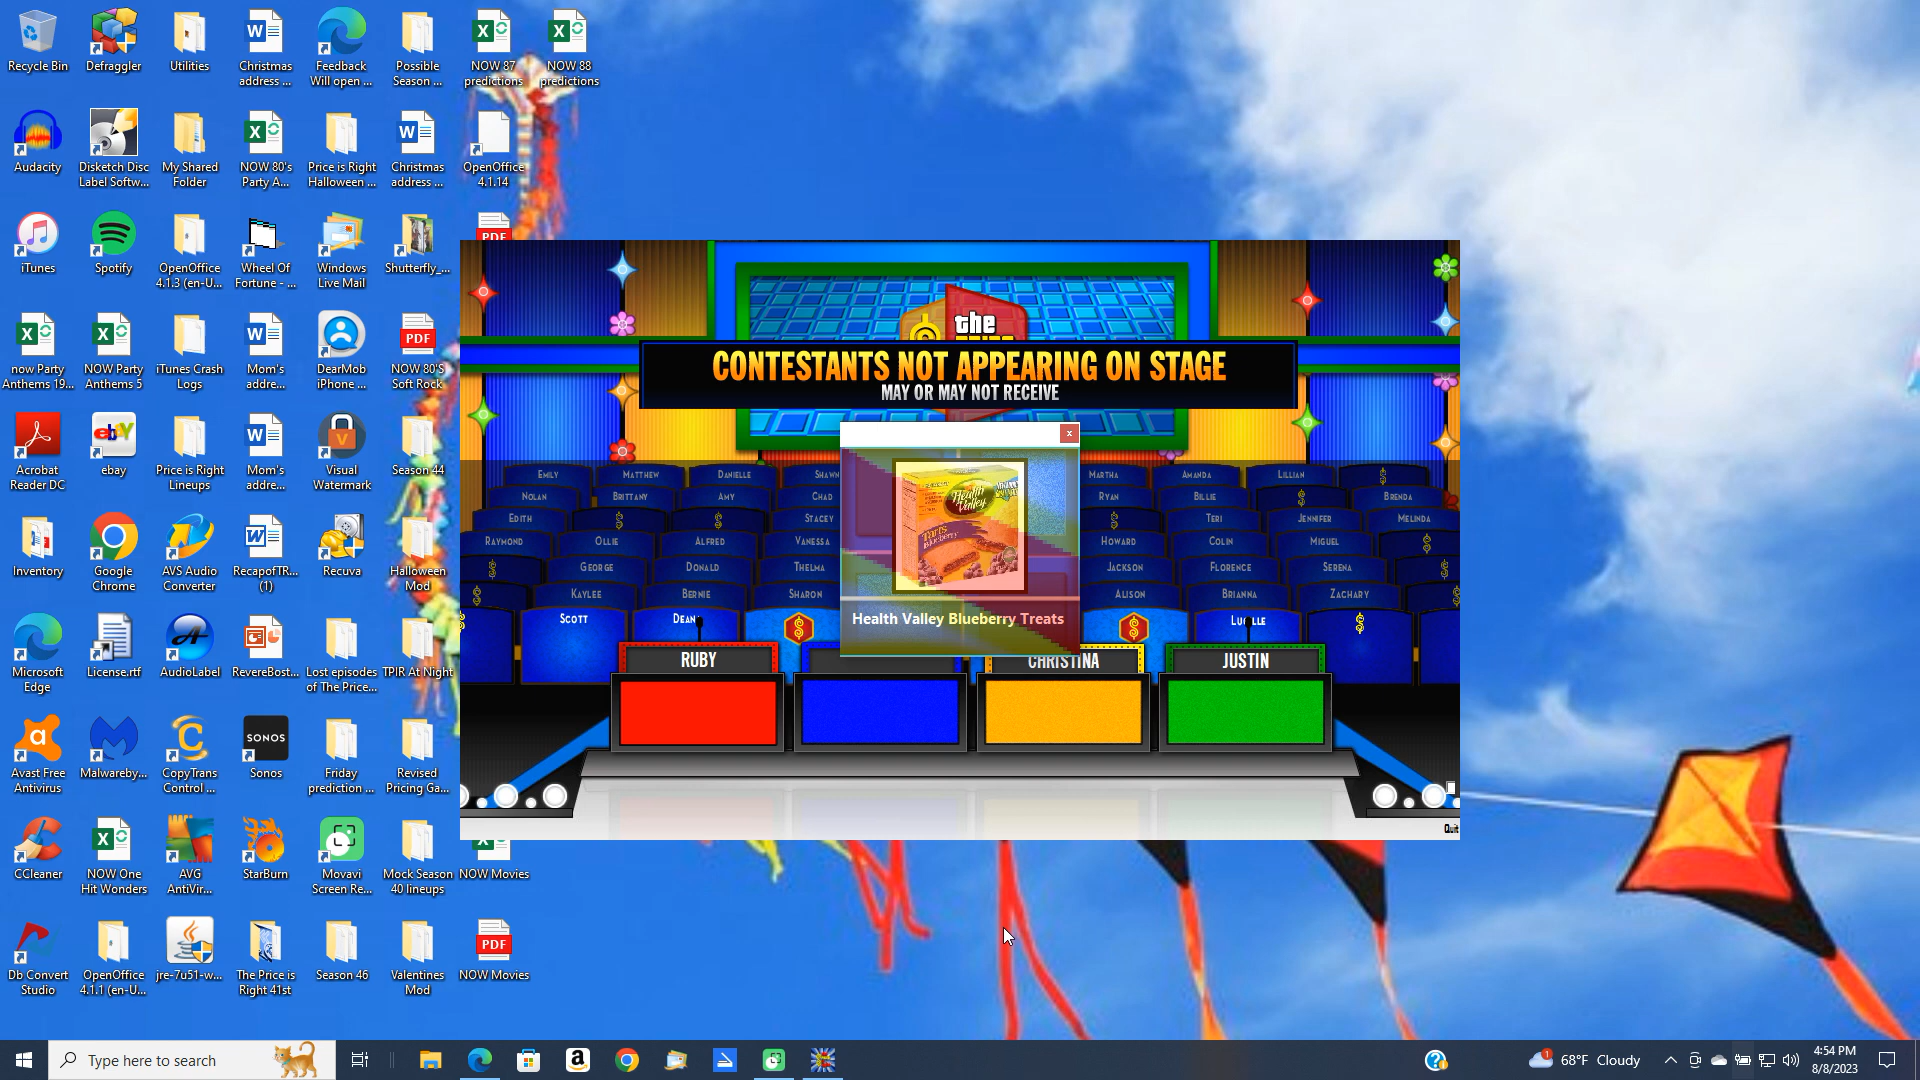 Recycle Bin
Defraggler
Utilities
Christmas
address ...
Feedback
Will open ...
Possible
Season ...
NOW 87
predictions
NOW 88
predictions
Audacity
Disketch Disc
Label Softw...
My Shared
Folder
NOW 80's
Party A...
Price is Right
Halloween ...
Christmas
address ...
OpenOffice
4.1.14
iTunes
Spotify
OpenOffice
4.1.3 (en-U...
Wheel Of
Fortune - ...
Windows
Live Mail
Shutterfly_...
PDF
now Party
Anthems 19...
NOW Party
Anthems 5
iTunes Crash
Logs
Mom's
addre...
DearMob
iPhone ...
PDF
NOW 80'S
Soft Rock
Acrobat
Reader DC
ebay
ebay
Price is Right
Lineups
Mom's
addre...
Visual
Watermark
Season 44
Inventory
Google
Chrome
AVS Audio
Converter
RecapofTR...
(1)
Recuva
Halloween
Mod
Microsoft
Edge
License.rtf
AudioLabel
RevereBost...
Lost episodes
of The Price...
TPIR At Night
Avast Free
Antivirus
Malwareby...
CopyTrans
Control ...
SONOS
Sonos
Friday
prediction ...
Revised
Pricing Ga...
CCleaner
NOW One
Hit Wonders
AVG
AntiVir...
StarBurn
Movavi
Screen Re...
Mock Season
40 lineups
NOW Movies
Db Convert
Studio
OpenOffice
4.1.1 (en-U...
jre-7u51-w...
The Price is
Right 41st
Season 46
Valentines
Mod
PDF
NOW Movies
the
CONTESTANTS NOT APPEARING ON STAGE
MAY OR MAY NOT RECEIVE
x
EMILY MATTHEW DANIELLE SHAWN MARTHA AMANDA LILLIAN
NOLAN BRITTANY AMY CHAD RYAN BILLIE BRENDA
EDITH STACEY TERI JENNIFER MELINDA
RAYMOND OLLIE ALFRED VANESSA HOWARD COLIN MIGUEL
GEORGE DONALD THELMA JACKSON FLORENCE SERENA
KAYLEE BERNIE SHARON ALISON BRIANNA ZACHARY
SCOTT DEAN
Health Valley
Tarts
Blueberry
Health Valley Blueberry Treats
RUBY CHRISTINA JUSTIN
Quit
Type here to search
1
68°F Cloudy
4:54 PM
8/8/2023